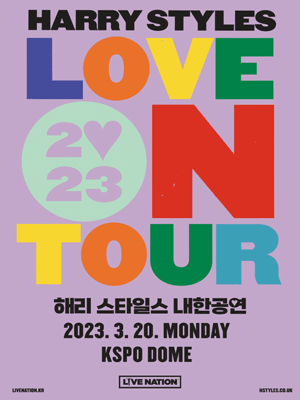 HARRY STYLES
LOVE
2♥
23
ON
TOUR
해리 스타일스 내한공연
2023. 3. 20. MONDAY
KSPO DOME
LIVE NATION
LIVENATION.KR
HSTYLES.CO.UK